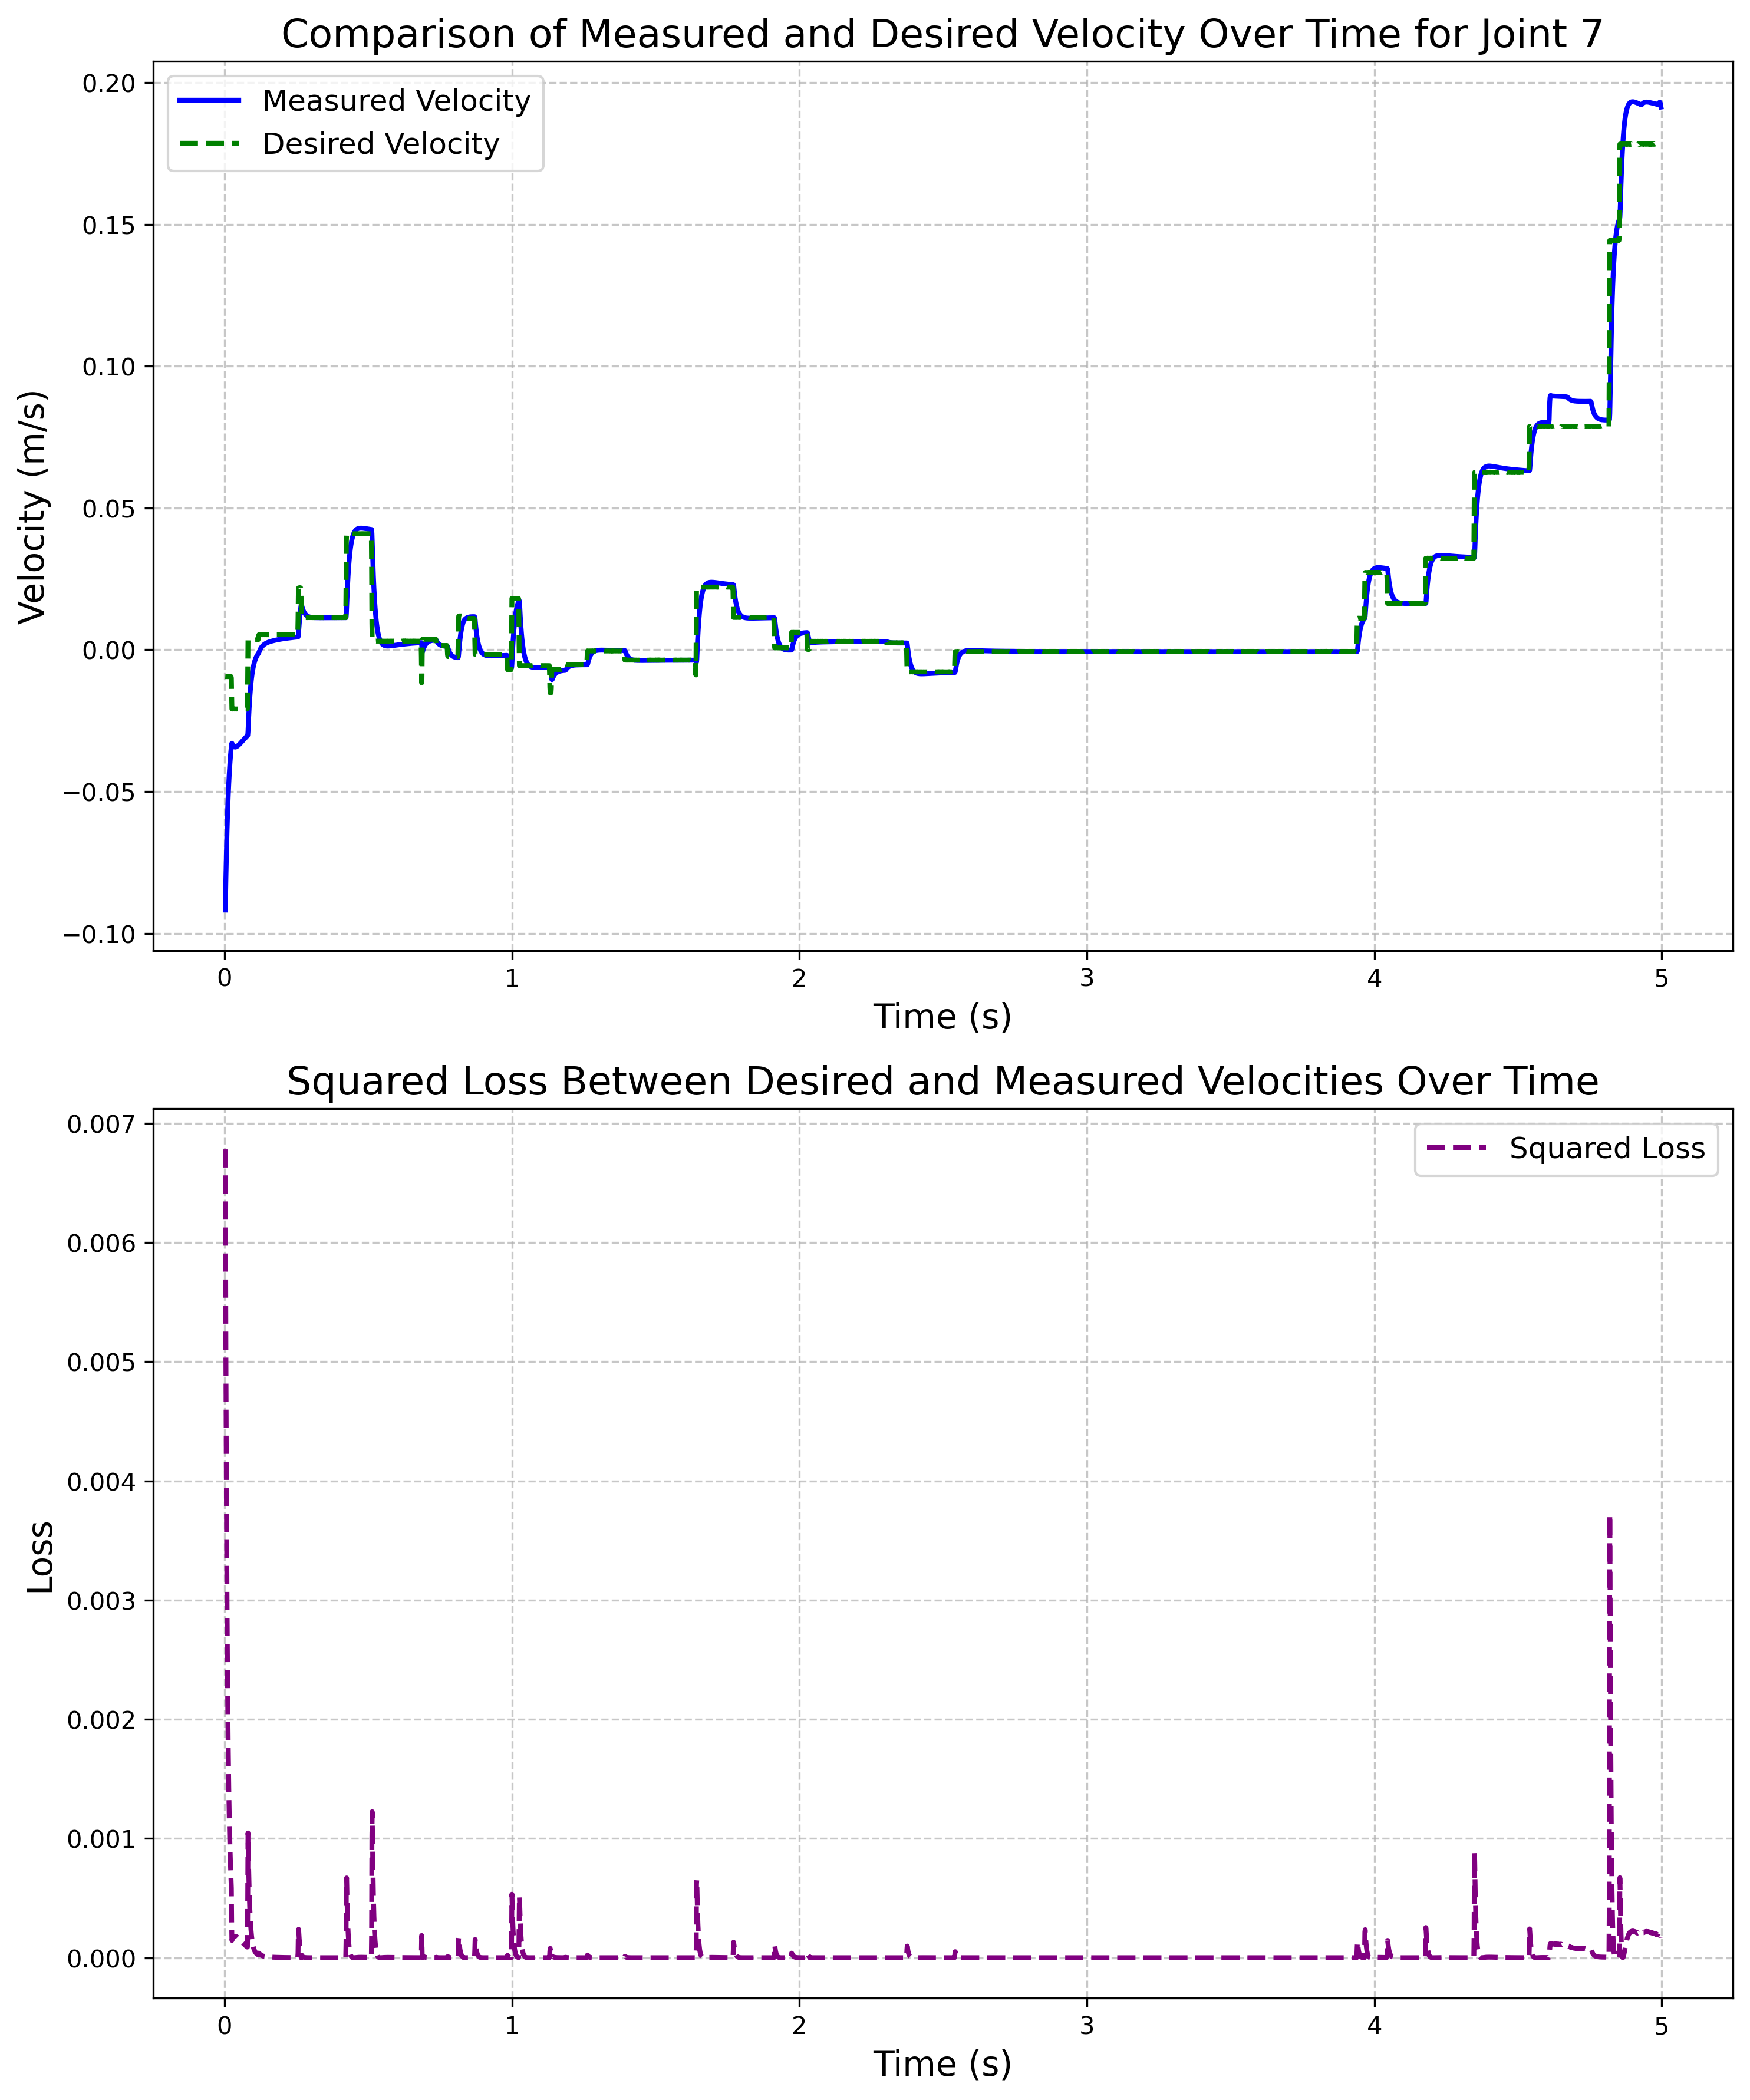 Comparison of Measured and Desired Velocity Over Time for Joint 7
Measured Velocity
Desired Velocity
Velocity (m/s)
0.20
0.15
0.10
0.05
0.00
−0.05
−0.10
0 1 2 3 4 5
Time (s)
Squared Loss Between Desired and Measured Velocities Over Time
Squared Loss
Loss
0.007
0.006
0.005
0.004
0.003
0.002
0.001
0.000
0 1 2 3 4 5
Time (s)